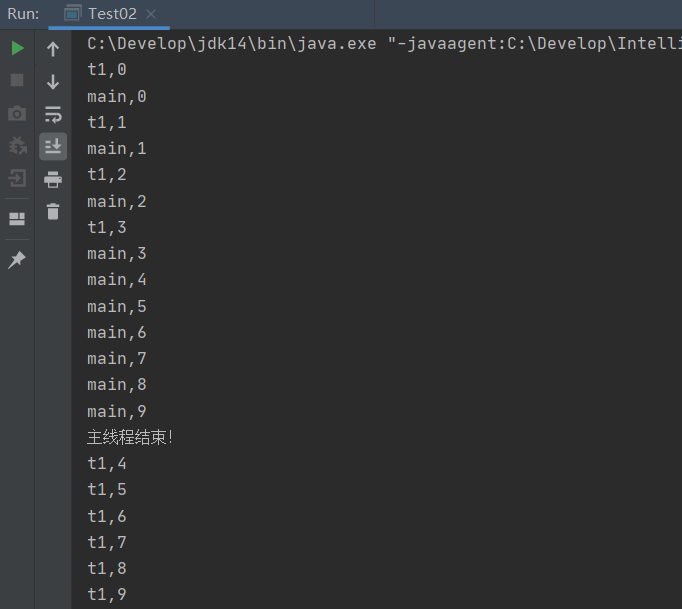 Run: Test02
C:\Develop\jdk14\bin\java.exe "-javaagent:C:\Develop\Intelli
t1,0
main,0
t1,1
main,1
t1,2
main,2
t1,3
main,3
main,4
main,5
main,6
main,7
main,8
main,9
主线程结束!
t1,4
t1,5
t1,6
t1,7
t1,8
t1,9